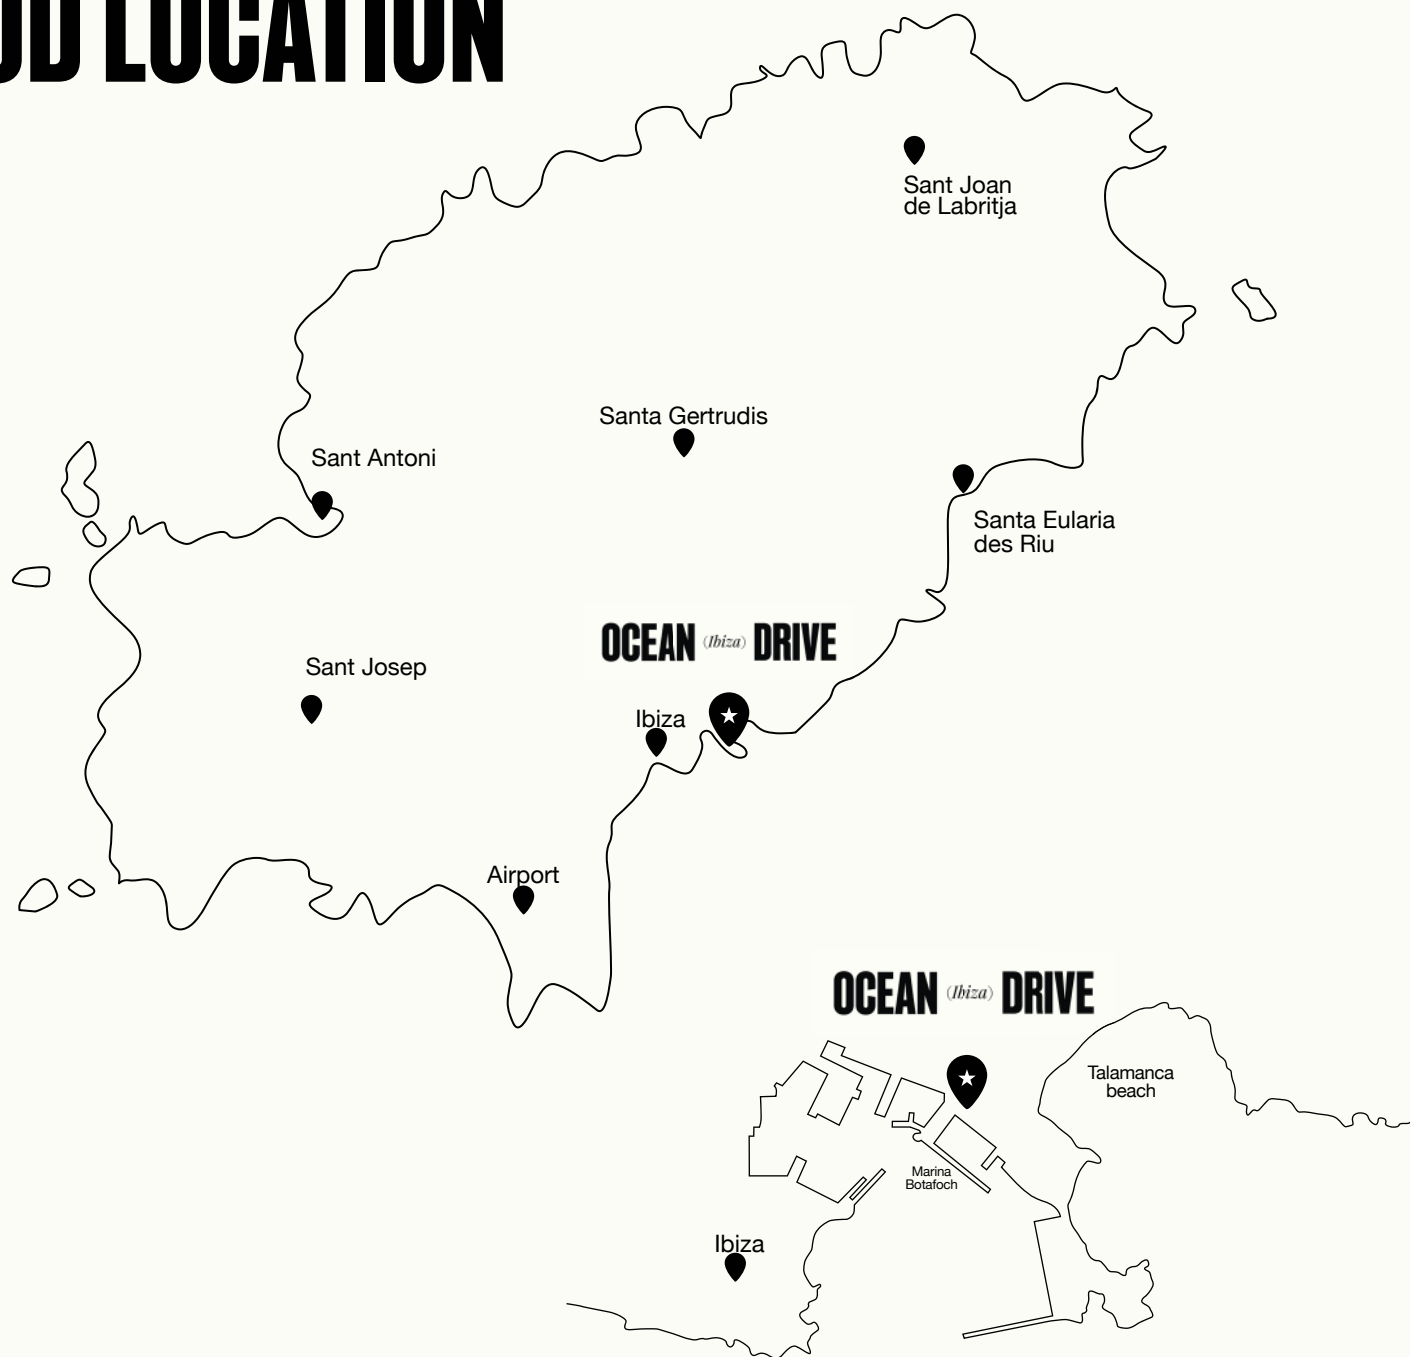 OD LOCATION
Sant Joan
de Labritja
Santa Gertrudis
Sant Antoni
Santa Eularia
des Riu
OCEAN (Ibiza) DRIVE
Sant Josep
Ibiza
Airport
OCEAN (Ibiza) DRIVE
Talamanca
beach
Marina
Botafoch
Ibiza